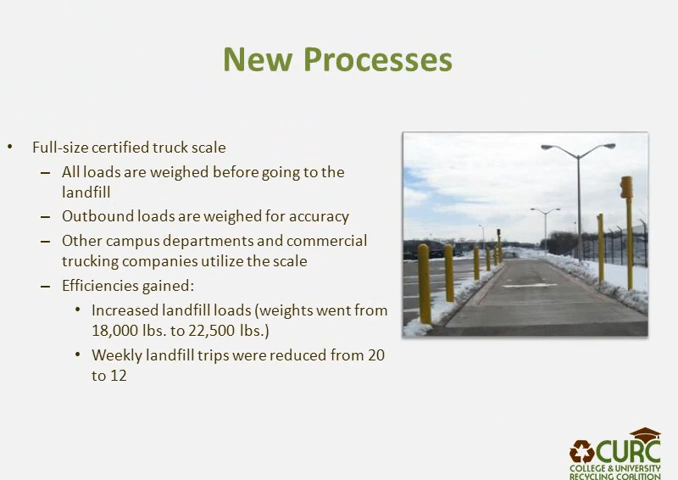 New Processes
• Full-size certified truck scale
– All loads are weighed before going to the
landfill
– Outbound loads are weighed for accuracy
– Other campus departments and commercial
trucking companies utilize the scale
– Efficiencies gained:
• Increased landfill loads (weights went from
18,000 lbs. to 22,500 lbs.)
• Weekly landfill trips were reduced from 20
to 12
CURC
COLLEGE & UNIVERSITY
RECYCLING COALITION